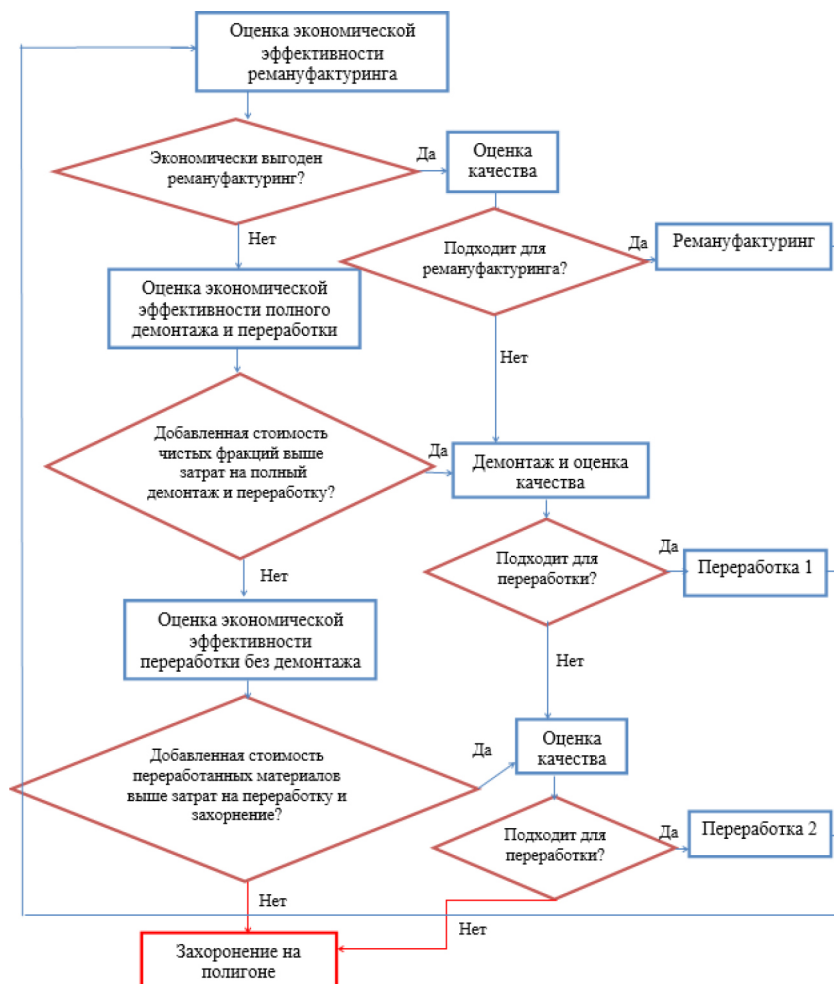 Оценка экономической
эффективности
ремануфактуринга
Экономически выгоден
ремануфактуринг?
Да
Оценка
качества
Нет
Подходит для
ремануфактуринга?
Да
Ремануфактуринг
Оценка экономической
эффективности полного
демонтажа и переработки
Нет
Добавленная стоимость
чистых фракций выше
затрат на полный
демонтаж и переработку?
Да
Демонтаж и оценка
качества
Нет
Подходит для
переработки?
Да
Переработка 1
Оценка экономической
эффективности
переработки без демонтажа
Нет
Добавленная стоимость
переработанных материалов
выше затрат на переработку и
захорнение?
Да
Оценка
качества
Подходит для
переработки?
Да
Переработка 2
Нет
Нет
Захоронение на
полигоне